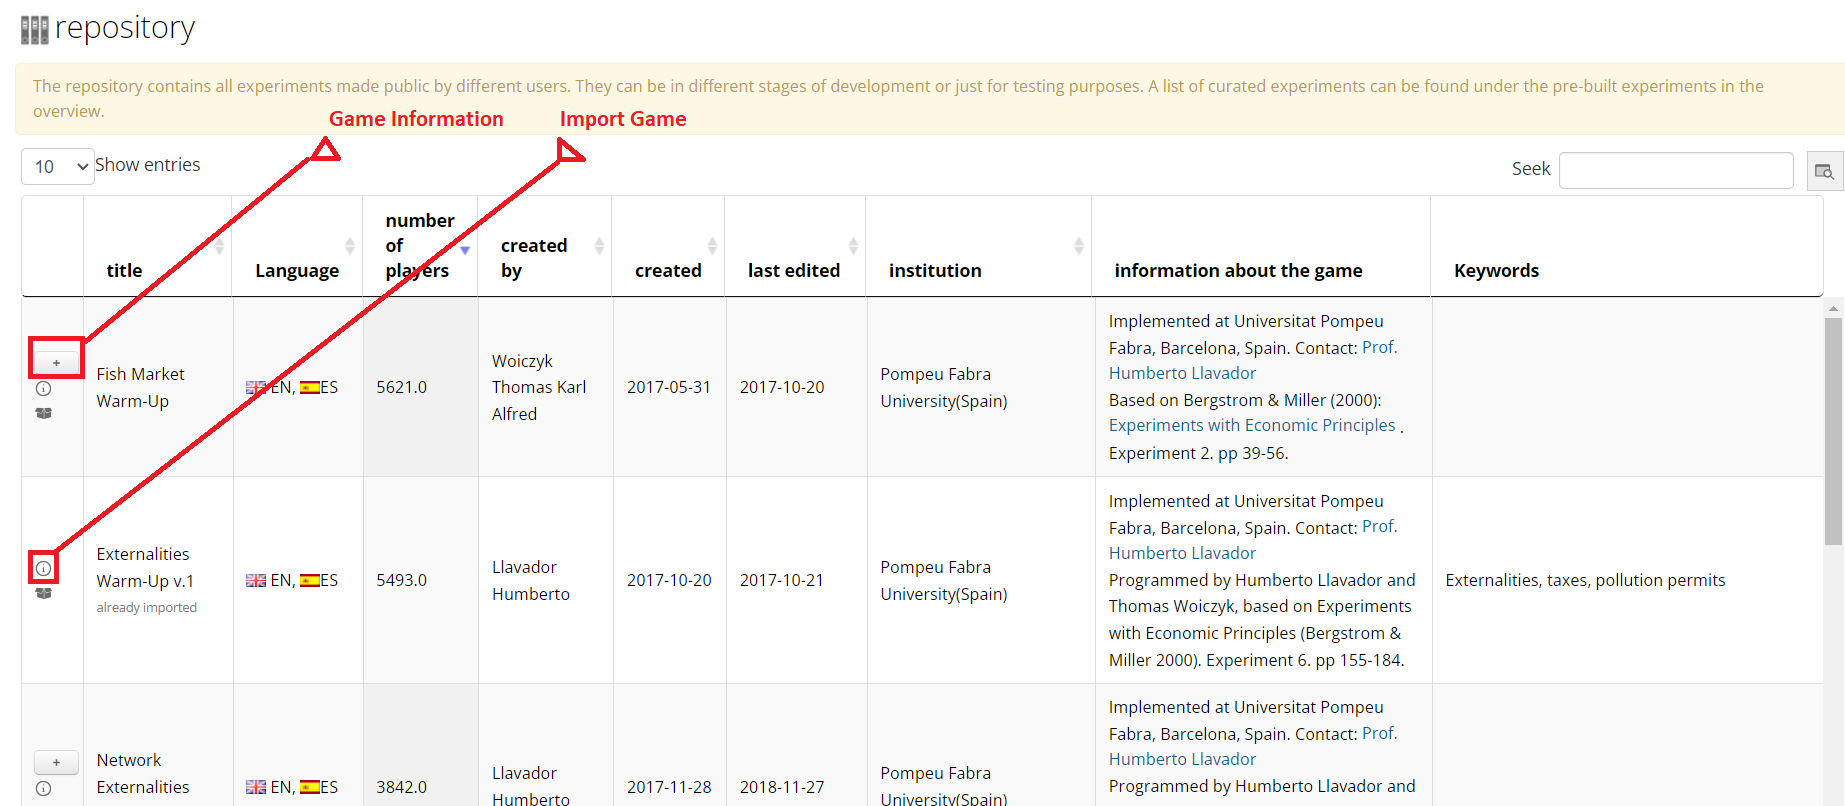 repository
The repository contains all experiments made public by different users. They can be in different stages of development or just for testing purposes. A list of curated experiments can be found under the pre-built experiments in the
overview.
Game Information
Import Game
10
Show entries
Seek
title
Language
number
of
players
created
by
created
last edited
institution
information about the game
Keywords
+
Fish Market
Warm-Up
EN, ES
5621.0
Woiczyk
Thomas Karl
Alfred
2017-05-31
2017-10-20
Pompeu Fabra
University(Spain)
Implemented at Universitat Pompeu
Fabra, Barcelona, Spain. Contact: Prof.
Humberto Llavador
Based on Bergstrom & Miller (2000):
Experiments with Economic Principles .
Experiment 2. pp 39-56.
Externalities
Warm-Up v.1
already imported
EN, ES
5493.0
Llavador
Humberto
2017-10-20
2017-10-21
Pompeu Fabra
University(Spain)
Implemented at Universitat Pompeu
Fabra, Barcelona, Spain. Contact: Prof.
Humberto Llavador
Programmed by Humberto Llavador and
Thomas Woiczyk, based on Experiments
with Economic Principles (Bergstrom &
Miller 2000). Experiment 6. pp 155-184.
Externalities, taxes, pollution permits
+
Network
Externalities
EN, ES
3842.0
Llavador
Humberto
2017-11-28
2018-11-27
Pompeu Fabra
University(Spain)
Implemented at Universitat Pompeu
Fabra, Barcelona, Spain. Contact: Prof.
Humberto Llavador
Programmed by Humberto Llavador and